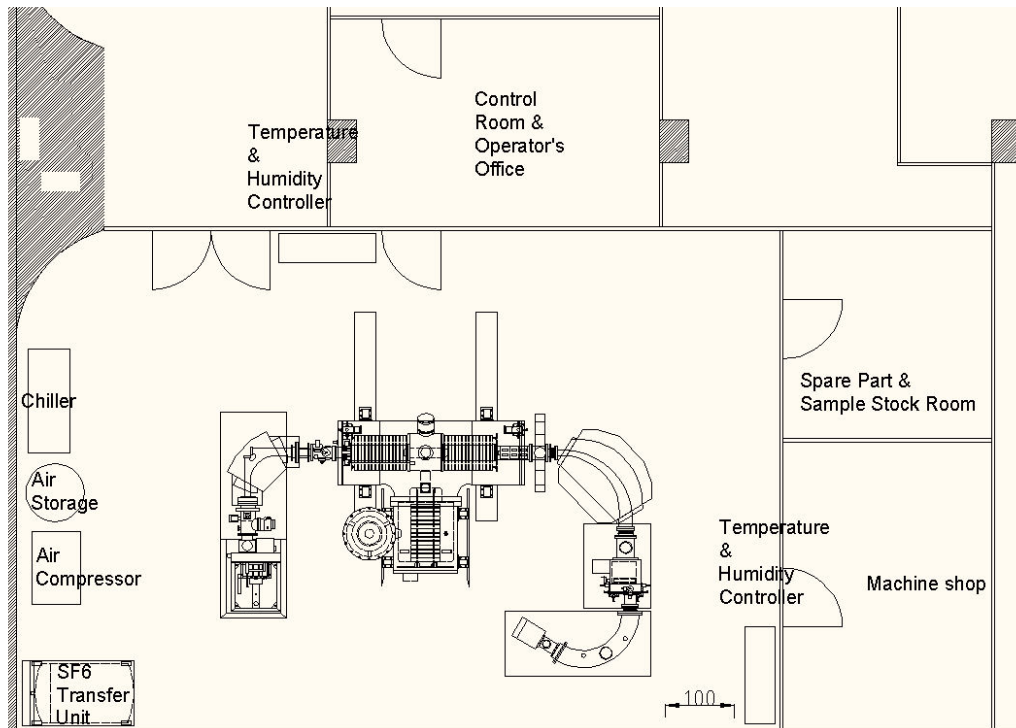 Control
Room &
Operator's
Office
Temperature
&
Humidity
Controller
Chiller
Spare Part &
Sample Stock Room
Air
Storage
Temperature
&
Humidity
Controller
Air
Compressor
Machine shop
SF6
Transfer
Unit
100